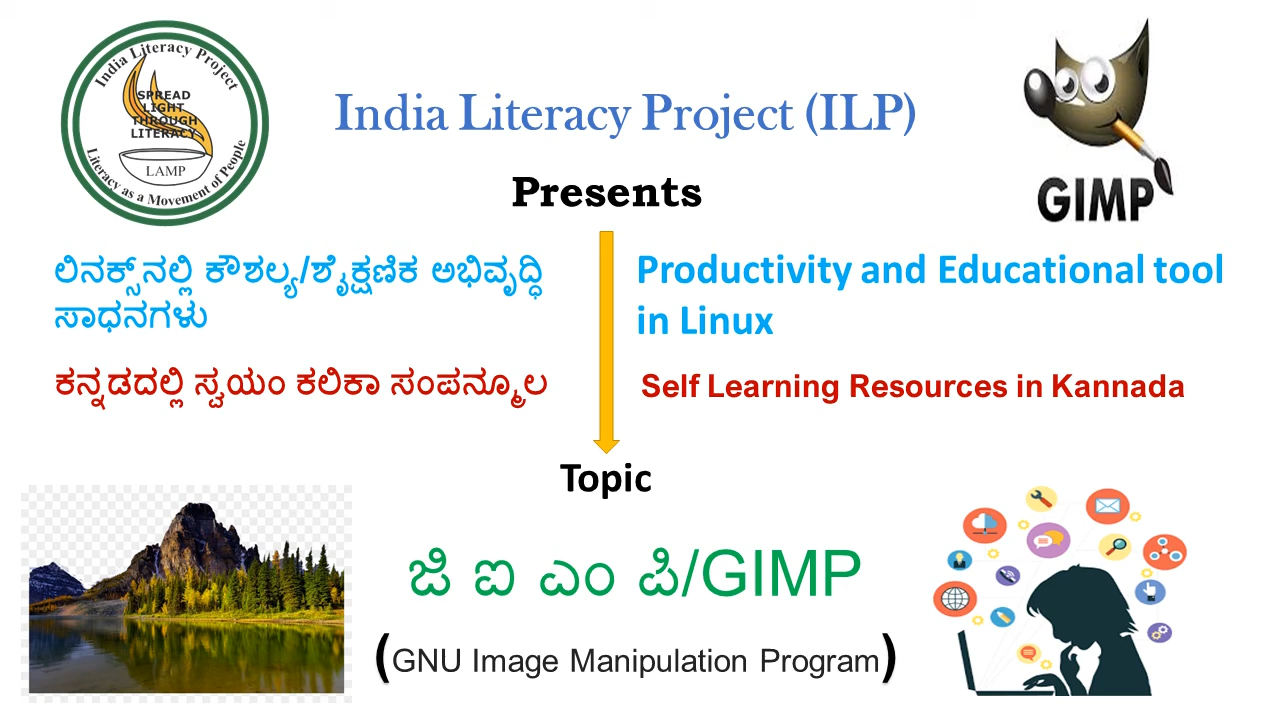 India Literacy Project
SPREAD
LIGHT
THROUGH
LITERACY
LAMP
Literacy as a Movement of People
India Literacy Project (ILP)
GIMP
Presents
ಲಿನಕ್ಸ್‌ನಲ್ಲಿ ಕೌಶಲ್ಯ/ಶೈಕ್ಷಣಿಕ ಅಭಿವೃದ್ಧಿ
ಸಾಧನಗಳು
Productivity and Educational tool
in Linux
ಕನ್ನಡದಲ್ಲಿ ಸ್ವಯಂ ಕಲಿಕಾ ಸಂಪನ್ಮೂಲ
Self Learning Resources in Kannada
Topic
ಜಿ ಐ ಎಂ ಪಿ/GIMP
(GNU Image Manipulation Program)